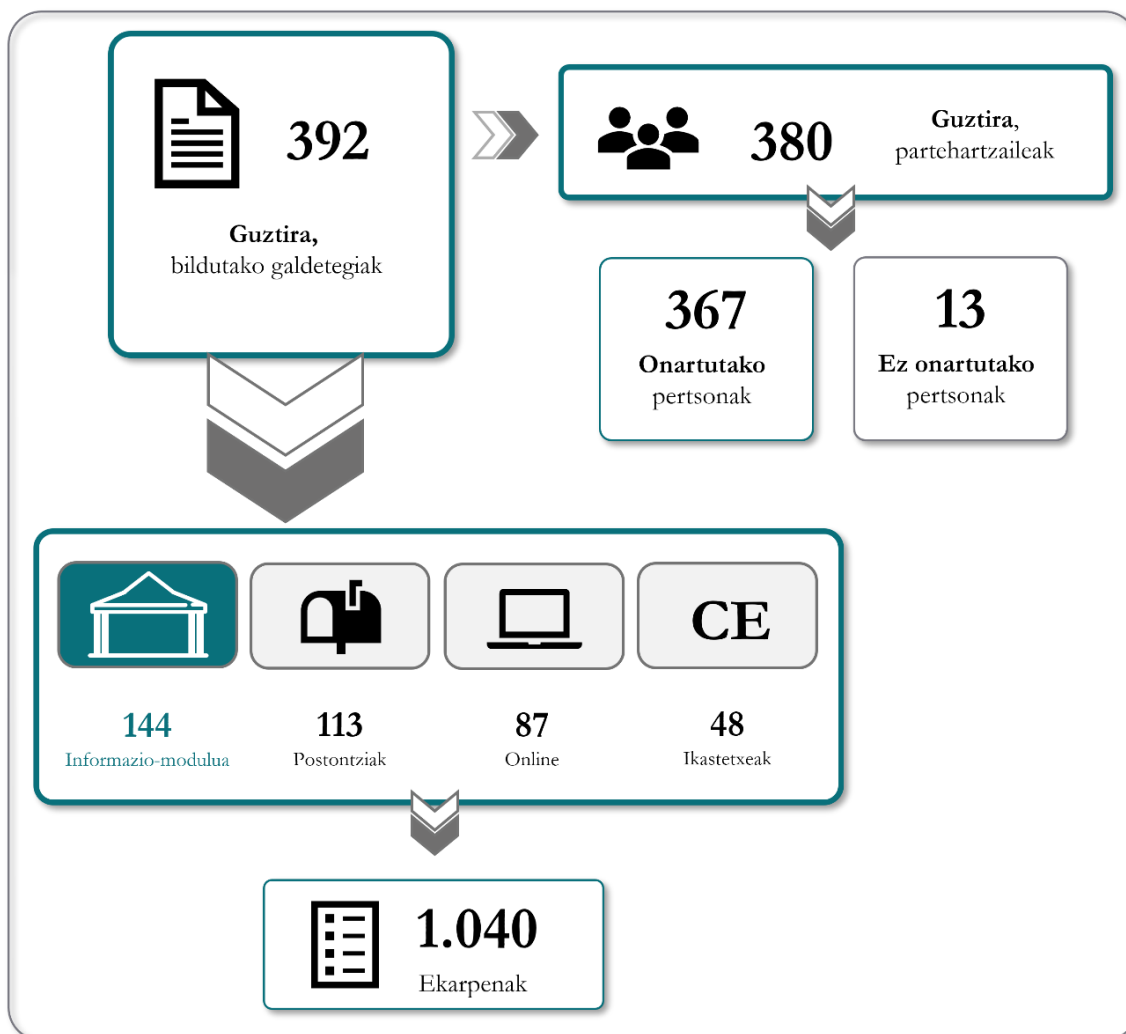 392
Guztira,
bildutako galdetegiak
380
Guztira,
partehartzaileak
367
Onartutako
pertsonak
13
Ez onartutako
pertsonak
CE
144
Informazio-modulua
113
Postontziak
87
Online
48
Ikastetxeak
1.040
Ekarpenak